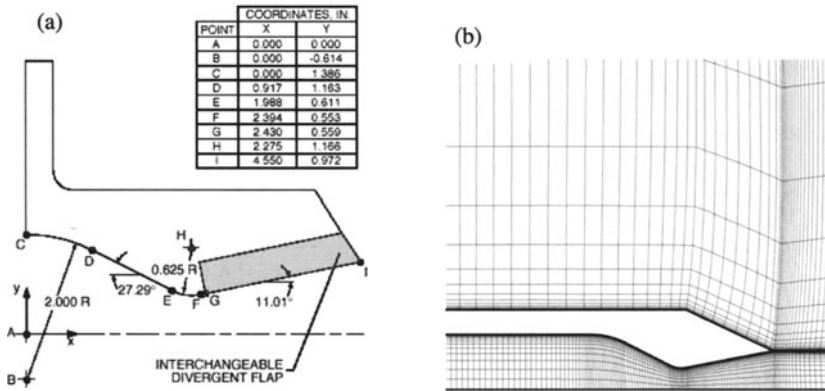 (a)
COORDINATES, IN.
POINT X Y
A 0.000 0.000
B 0.000 -0.614
C 0.000 1.386
D 0.917 1.163
E 1.988 0.611
F 2.394 0.553
G 2.430 0.559
H 2.275 1.166
I 4.550 0.972
(b)
C
D
H
0.625 R
I
27.29°
2.000 R
E
F
G
11.01°
y
A
x
B
INTERCHANGEABLE
DIVERGENT FLAP